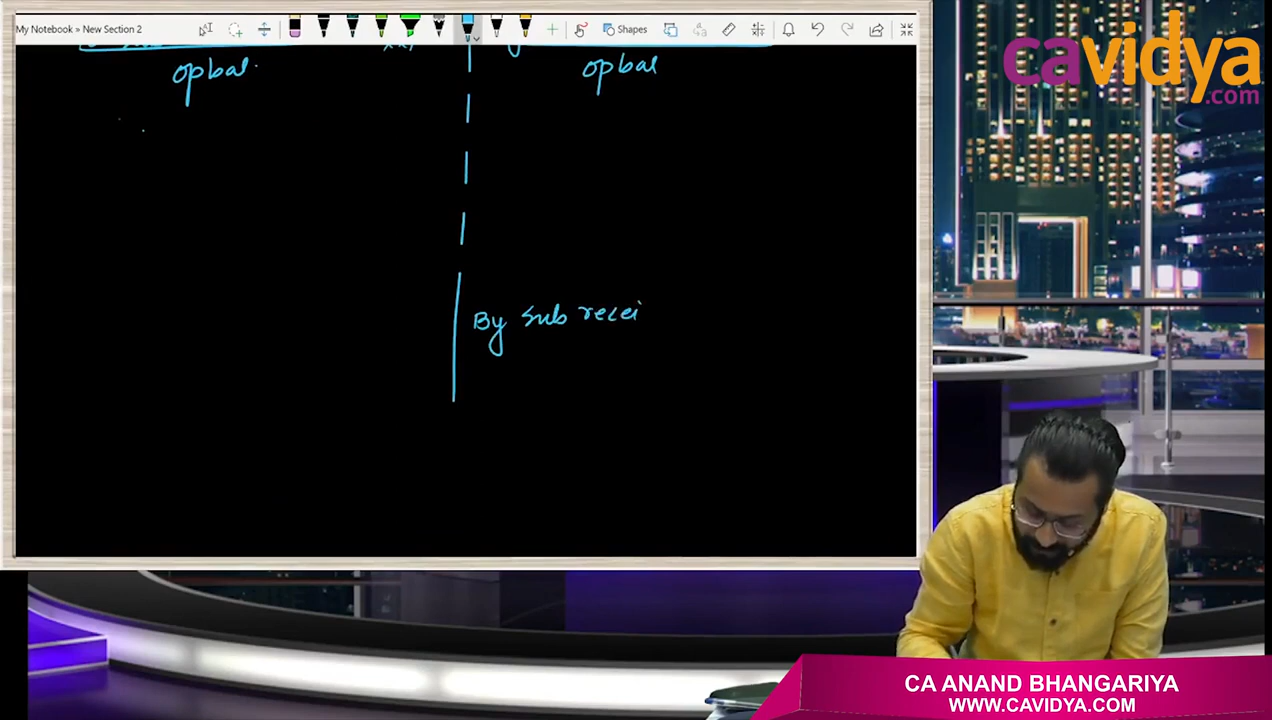 My Notebook » New Section 2
Shapes
cavidya
.com
opbal
opbal
By sub recei
CA ANAND BHANGARIYA
WWW.CAVIDYA.COM